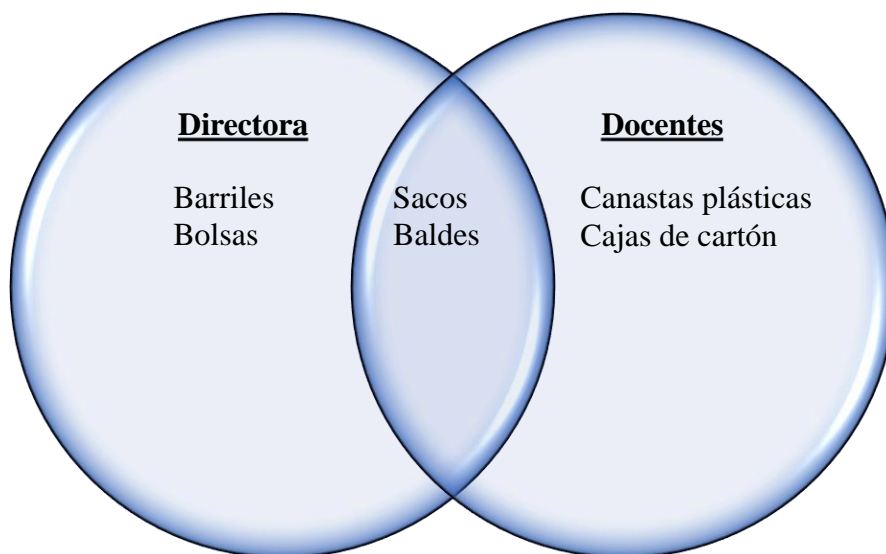 Directora
Barriles
Bolsas
Sacos
Baldes
Docentes
Canastas plásticas
Cajas de cartón